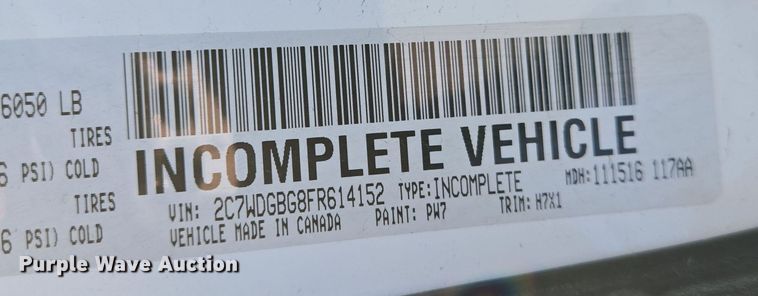 6050 LB
TIRES
6 PSI) COLD
TIRES
6 PSI) COLD
INCOMPLETE VEHICLE
VIN: 2C7WDGBG8FR614152 TYPE:INCOMPLETE MDH:111516 117AA
VEHICLE MADE IN CANADA PAINT: PW7 TRIM: H7X1
Purple Wave Auction